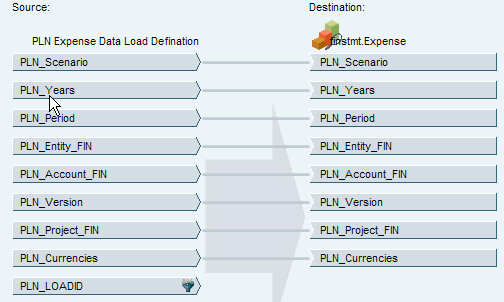 Source:
Destination:
PLN Expense Data Load Defination
finstmt.Expense
PLN_Scenario
PLN_Scenario
PLN_Years
PLN_Years
PLN_Period
PLN_Period
PLN_Entity_FIN
PLN_Entity_FIN
PLN_Account_FIN
PLN_Account_FIN
PLN_Version
PLN_Version
PLN_Project_FIN
PLN_Project_FIN
PLN_Currencies
PLN_Currencies
PLN_LOADID